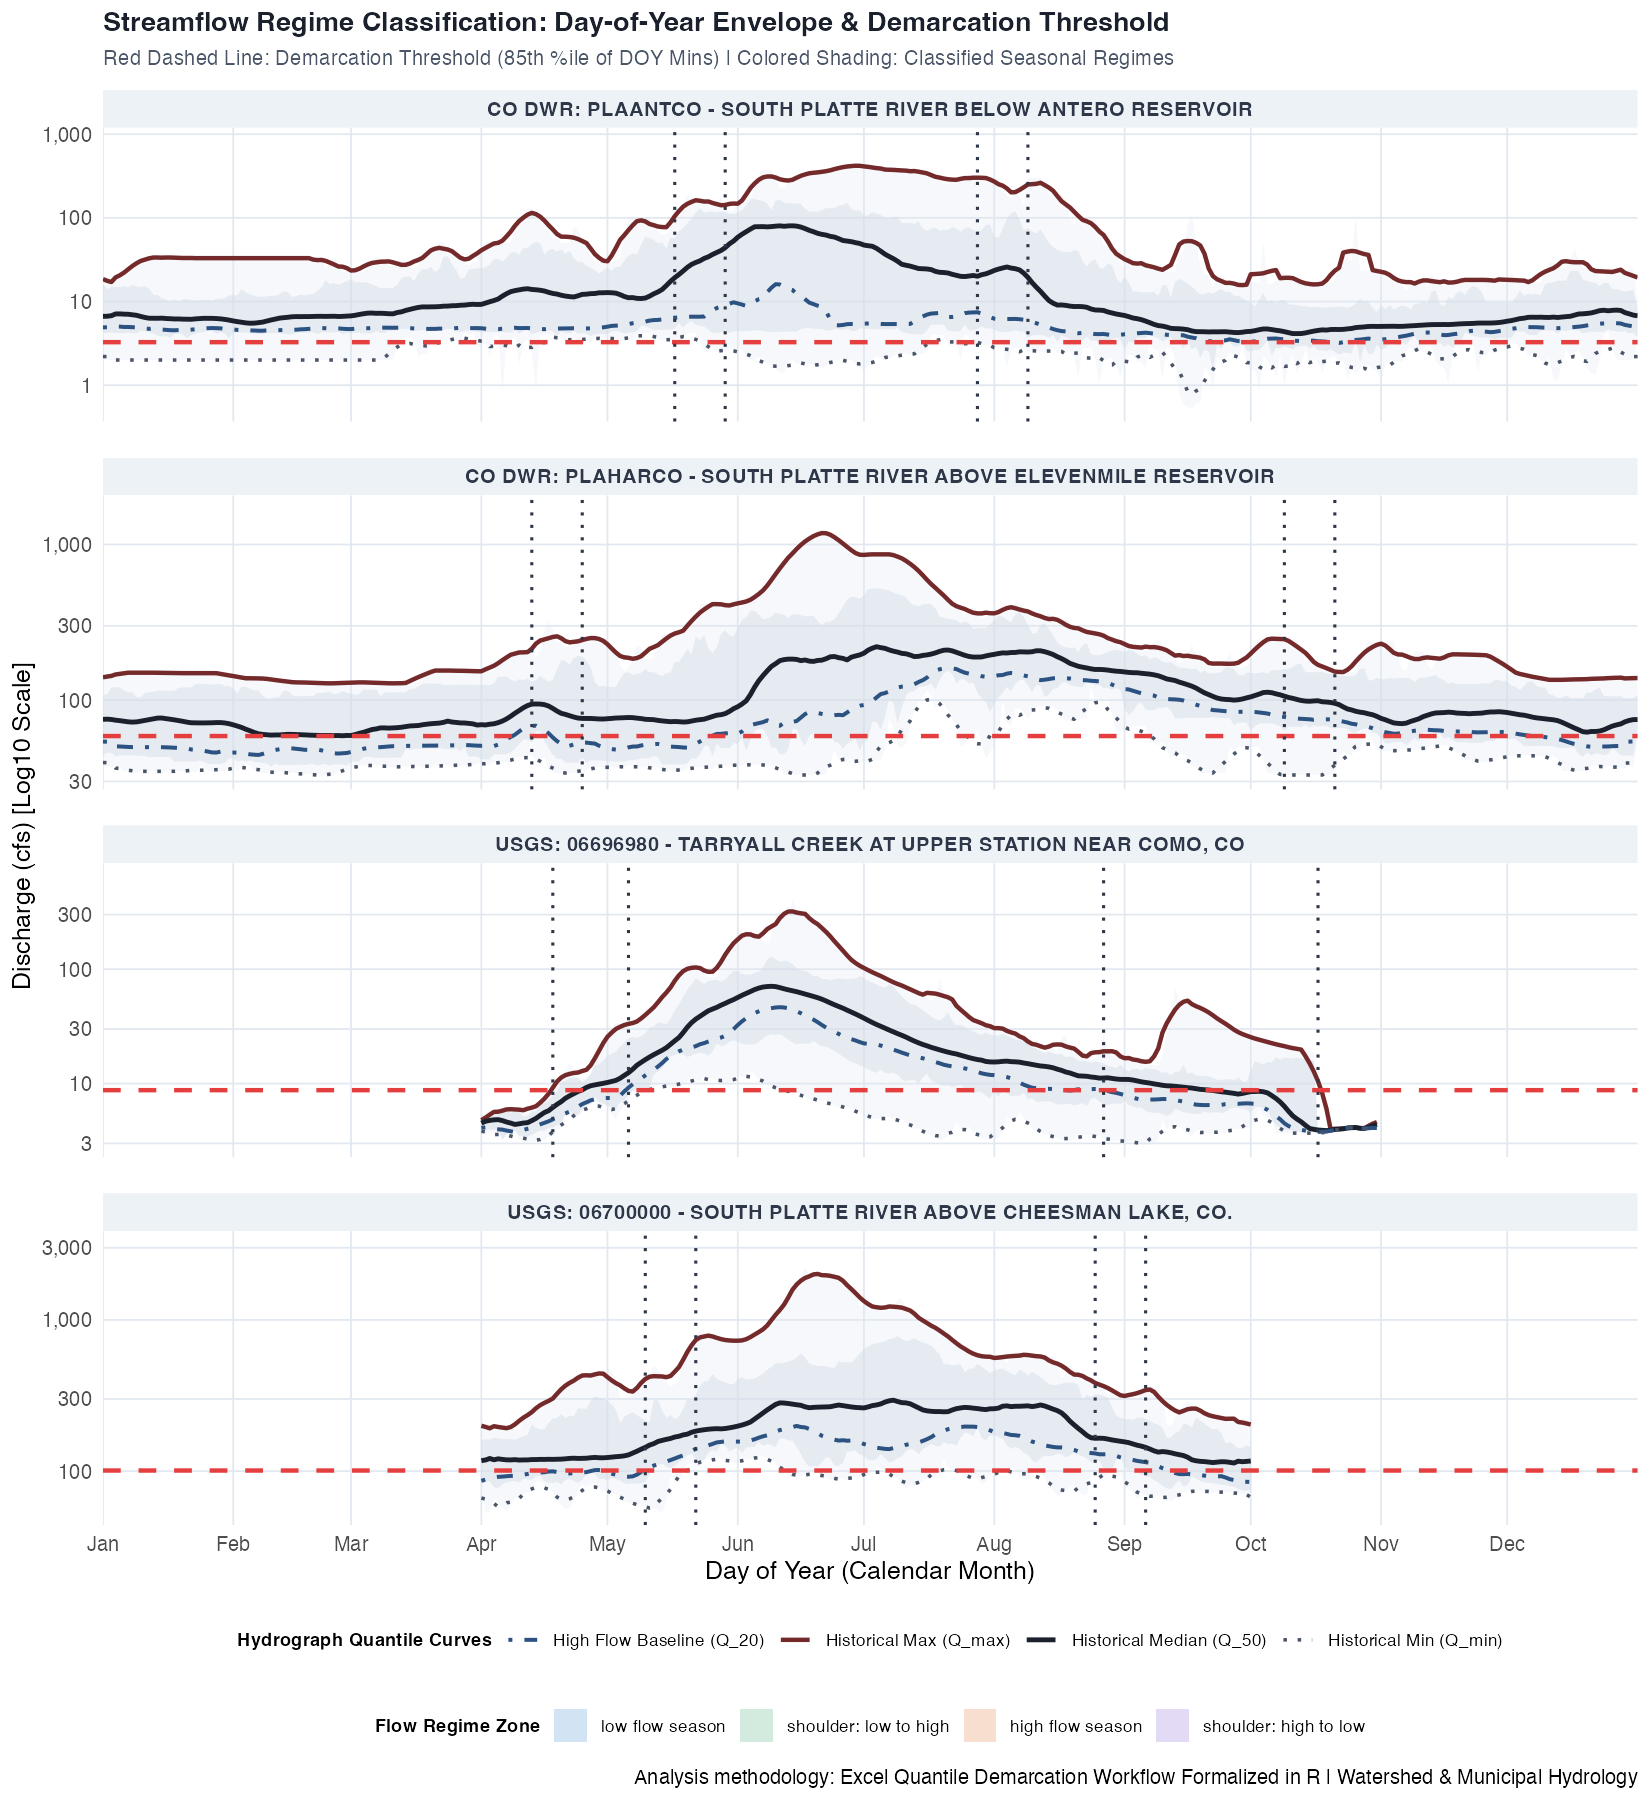 Streamflow Regime Classification: Day-of-Year Envelope & Demarcation Threshold
Red Dashed Line: Demarcation Threshold (85th %ile of DOY Mins) | Colored Shading: Classified Seasonal Regimes
CO DWR: PLAANTCO - SOUTH PLATTE RIVER BELOW ANTERO RESERVOIR
1,000
100
10
1
CO DWR: PLAHARCO - SOUTH PLATTE RIVER ABOVE ELEVENMILE RESERVOIR
1,000
300
100
30
Discharge (cfs) [Log10 Scale]
USGS: 06696980 - TARRYALL CREEK AT UPPER STATION NEAR COMO, CO
300
100
30
10
3
USGS: 06700000 - SOUTH PLATTE RIVER ABOVE CHEESMAN LAKE, CO.
3,000
1,000
300
100
Jan Feb Mar Apr May Jun Jul Aug Sep Oct Nov Dec
Day of Year (Calendar Month)
Hydrograph Quantile Curves High Flow Baseline (Q_20) Historical Max (Q_max) Historical Median (Q_50) Historical Min (Q_min)
Flow Regime Zone low flow season shoulder: low to high high flow season shoulder: high to low
Analysis methodology: Excel Quantile Demarcation Workflow Formalized in R | Watershed & Municipal Hydrology